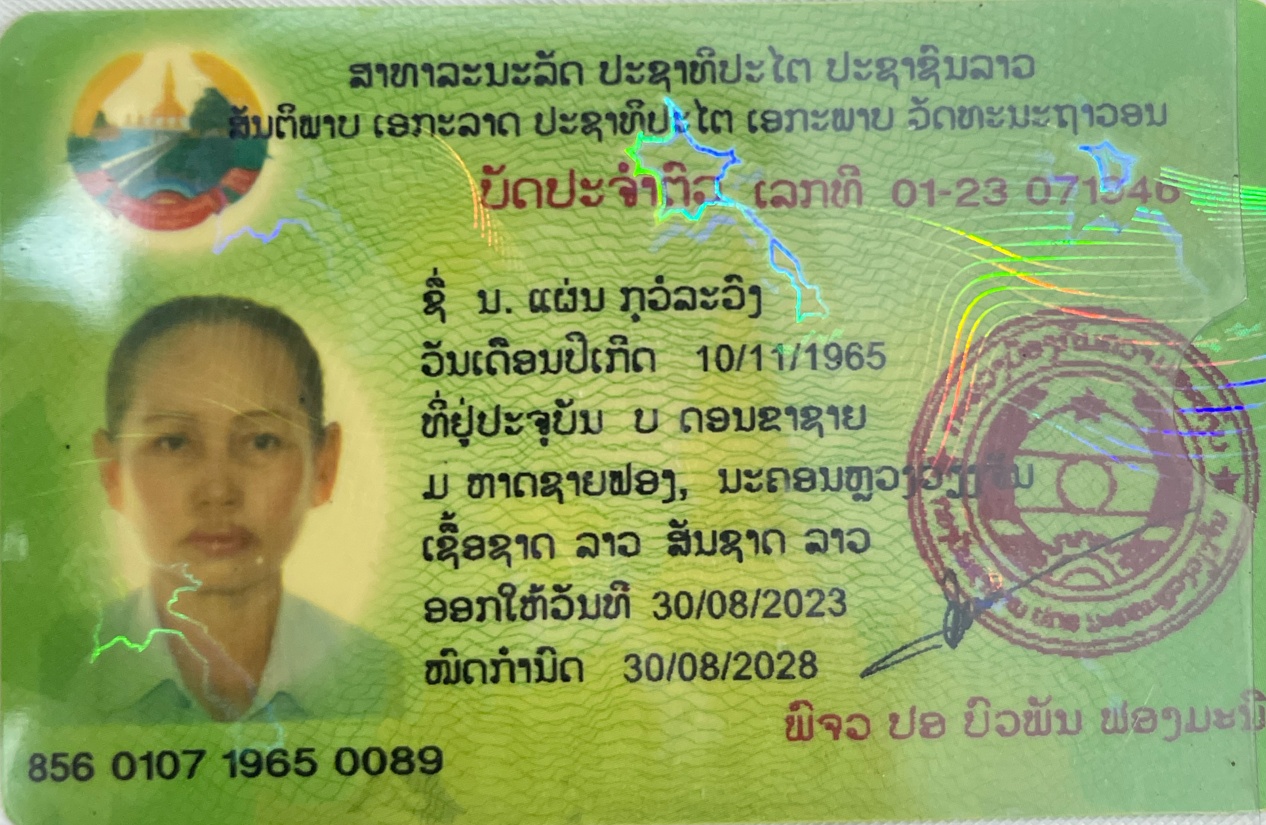 ສາທາລະນະລັດ ປະຊາທິປະໄຕ ປະຊາຊົນລາວ
ສັນຕິພາບ ເອກະລາດ ປະຊາທິປະໄຕ ເອກະພາບ ວັດທະນະຖາວອນ
ບັດປະຈຳຕົວ ເລກທີ 01-23
ຊື່ ນ. ແຜ່ນ ກຸວໍລະວົງ
ວັນເດືອນປີເກີດ 10/11/1965
ທີ່ຢູ່ປະຈຸບັນ ບ ດອນຂາຊາຍ
ມ ຫາດຊາຍຟອງ, ນະຄອນຫຼວງວຽງຈັນ
ເຊື້ອຊາດ ລາວ ສັນຊາດ ລາວ
ອອກໃຫ້ວັນທີ 30/08/2023
ໝົດກຳນົດ 30/08/2028
ພົຈວ ປອ ບົວພັນ
856 0107 1965 0089